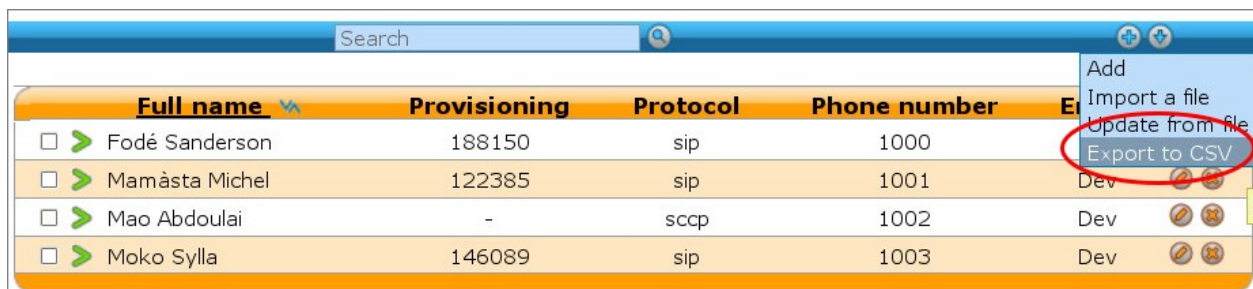 Search
Add
Import a file
Update from file
Export to CSV
Full name Provisioning Protocol Phone number
Fodé Sanderson 188150 sip 1000
Mamàsta Michel 122385 sip 1001 Dev
Mao Abdoulai - sccp 1002 Dev
Moko Sylla 146089 sip 1003 Dev